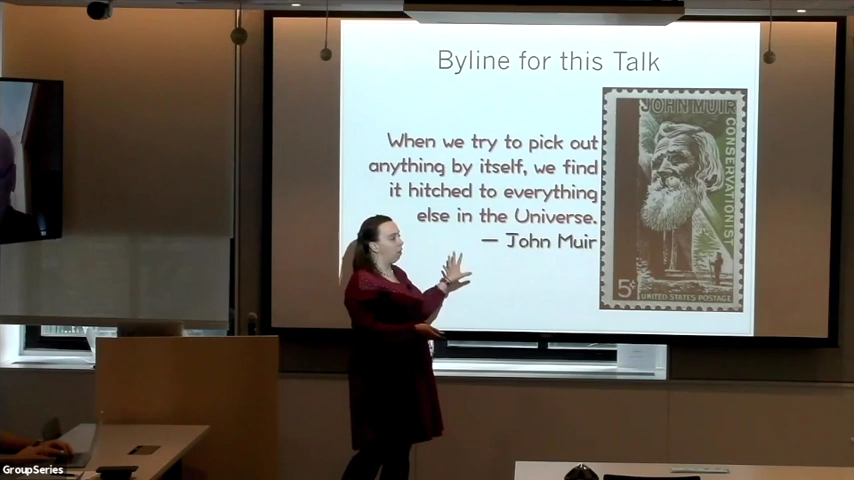 Byline for this Talk
When we try to pick out
anything by itself, we find
it hitched to everything
else in the Universe.
— John Muir
JOHN MUIR
CONSERVATIONIST
5¢
UNITED STATES POSTAGE
GroupSeries